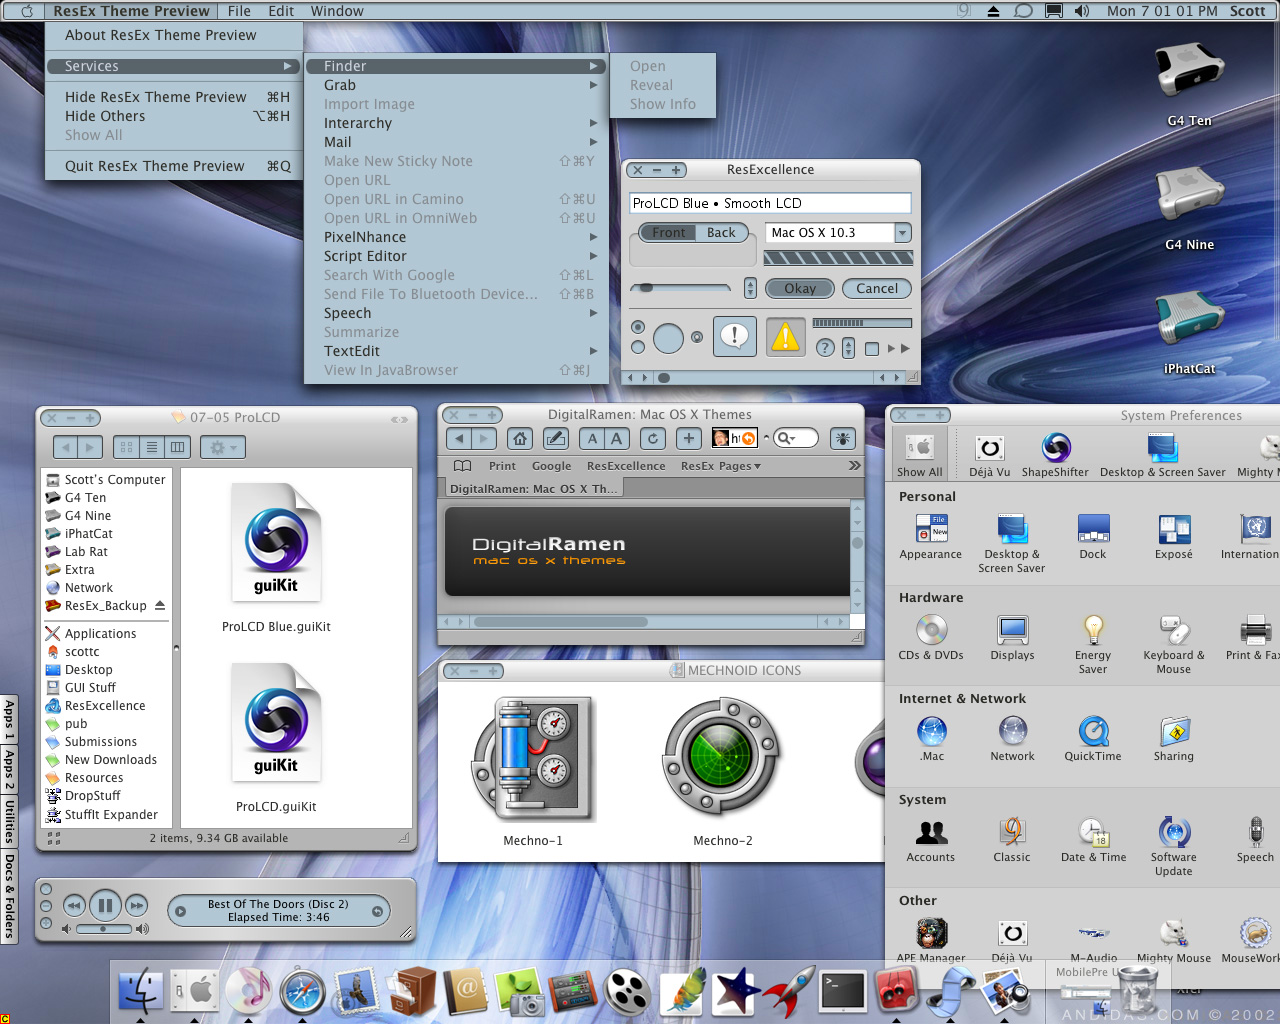 ResEx Theme Preview File Edit Window
Mon 7 01 01 PM Scott
About ResEx Theme Preview
Services
Hide ResEx Theme Preview ⌘H
Hide Others ⌥⌘H
Show All
Quit ResEx Theme Preview ⌘Q
Finder
Grab
Import Image
Interarchy
Mail
Make New Sticky Note ⇧⌘Y
Open URL
Open URL in Camino ⇧⌘U
Open URL in OmniWeb ⇧⌘U
PixelNhance
Script Editor
Search With Google ⇧⌘L
Send File To Bluetooth Device... ⇧⌘B
Speech
Summarize
TextEdit
View In JavaBrowser ⇧⌘J
Open
Reveal
Show Info
G4 Ten
G4 Nine
iPhatCat
ResExcellence
ProLCD Blue • Smooth LCD
Front Back
Mac OS X 10.3
Okay Cancel
07-05 ProLCD
Scott's Computer
G4 Ten
G4 Nine
iPhatCat
Lab Rat
Extra
Network
ResEx_Backup
Applications
scottc
Desktop
GUI Stuff
ResExcellence
pub
Submissions
New Downloads
Resources
DropStuff
StuffIt Expander
guiKit
ProLCD Blue.guiKit
guiKit
ProLCD.guiKit
2 items, 9.34 GB available
DigitalRamen: Mac OS X Themes
A A
Print Google ResExcellence ResEx Pages
DigitalRamen: Mac OS X Th...
DigitalRamen
mac os x themes
MECHNOID ICONS
Mechno-1
Mechno-2
System Preferences
Show All Déjà Vu ShapeShifter Desktop & Screen Saver Mighty M
Personal
File
New
Appearance
Desktop &
Screen Saver
Dock
Exposé
Internation
Hardware
CDs & DVDs
Displays
Energy
Saver
Keyboard &
Mouse
Print & Fax
Internet & Network
.Mac
Network
QuickTime
Sharing
System
18
Accounts
Classic
Date & Time
Software
Update
Speech
Other
APE Manager
Déjà Vu
M-Audio
MobilePre U
Mighty Mouse
MouseWork
Apps 1
Apps 2
Utilities
Docs & Folders
Best Of The Doors (Disc 2)
Elapsed Time: 3:46
ANDIDAS.COM © 2002